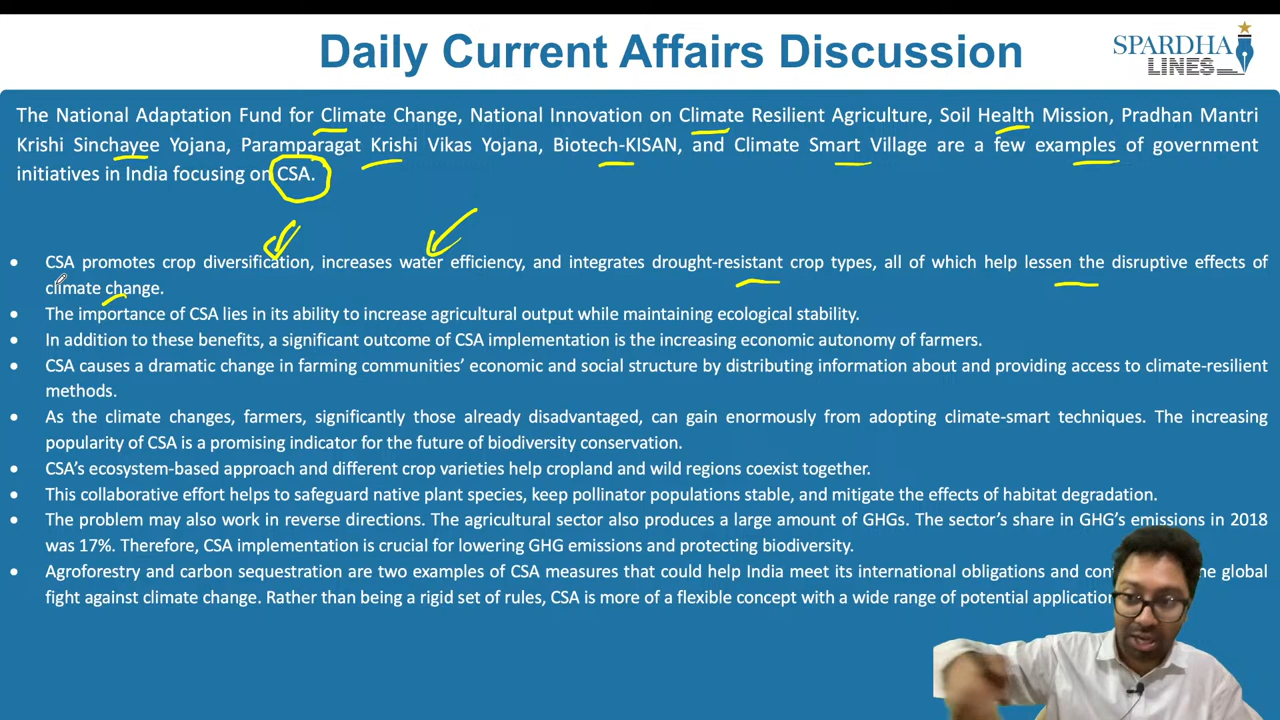 Daily Current Affairs Discussion
SPARDHA
LINES
The National Adaptation Fund for Climate Change, National Innovation on Climate Resilient Agriculture, Soil Health Mission, Pradhan Mantri
Krishi Sinchayee Yojana, Paramparagat Krishi Vikas Yojana, Biotech-KISAN, and Climate Smart Village are a few examples of government
initiatives in India focusing on CSA.
• CSA promotes crop diversification, increases water efficiency, and integrates drought-resistant crop types, all of which help lessen the disruptive effects of
climate change.
• The importance of CSA lies in its ability to increase agricultural output while maintaining ecological stability.
• In addition to these benefits, a significant outcome of CSA implementation is the increasing economic autonomy of farmers.
• CSA causes a dramatic change in farming communities’ economic and social structure by distributing information about and providing access to climate-resilient
methods.
• As the climate changes, farmers, significantly those already disadvantaged, can gain enormously from adopting climate-smart techniques. The increasing
popularity of CSA is a promising indicator for the future of biodiversity conservation.
• CSA’s ecosystem-based approach and different crop varieties help cropland and wild regions coexist together.
• This collaborative effort helps to safeguard native plant species, keep pollinator populations stable, and mitigate the effects of habitat degradation.
• The problem may also work in reverse directions. The agricultural sector also produces a large amount of GHGs. The sector’s share in GHG’s emissions in 2018
was 17%. Therefore, CSA implementation is crucial for lowering GHG emissions and protecting biodiversity.
• Agroforestry and carbon sequestration are two examples of CSA measures that could help India meet its international obligations and global
fight against climate change. Rather than being a rigid set of rules, CSA is more of a flexible concept with a wide range of potential